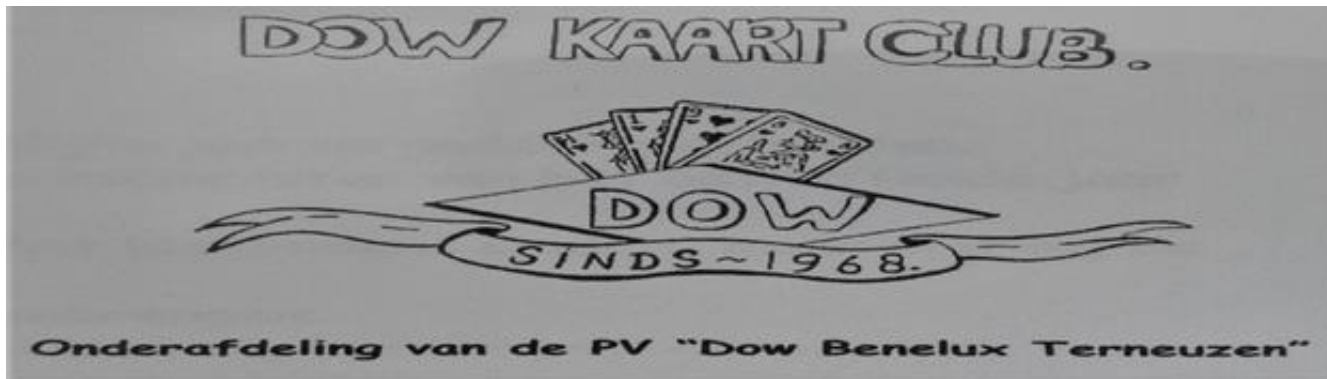 DOW KAART CLUB.
DOW
SINDS~1968.
Onderafdeling van de PV "Dow Benelux Terneuzen"